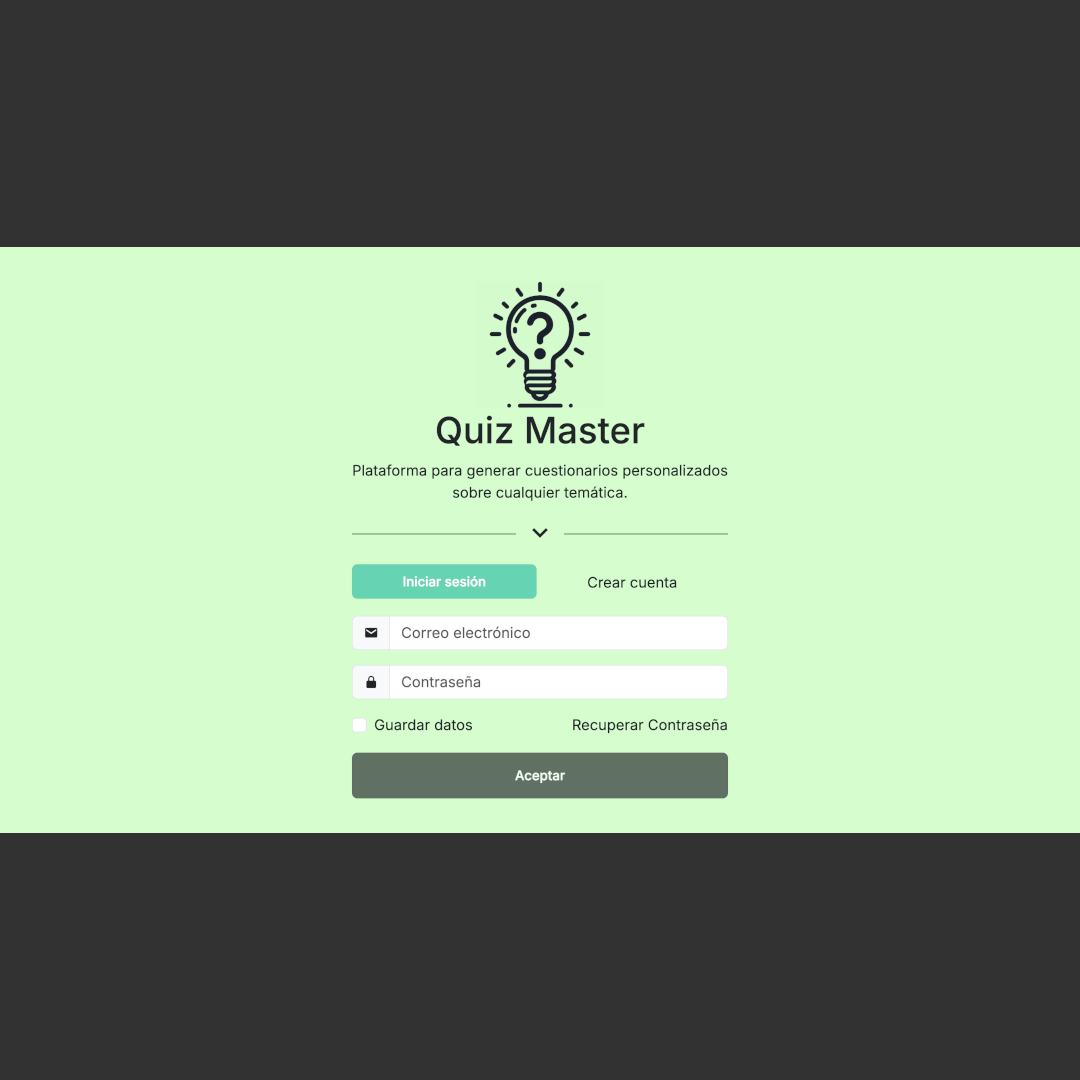 ?
Quiz Master
Plataforma para generar cuestionarios personalizados
sobre cualquier temática.
Iniciar sesión
Crear cuenta
Correo electrónico
Contraseña
Guardar datos
Recuperar Contraseña
Aceptar